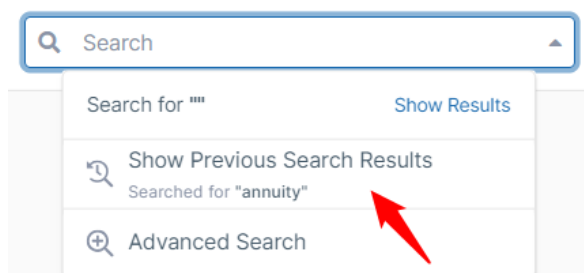 Search
Search for "" Show Results
Show Previous Search Results
Searched for "annuity"
Advanced Search